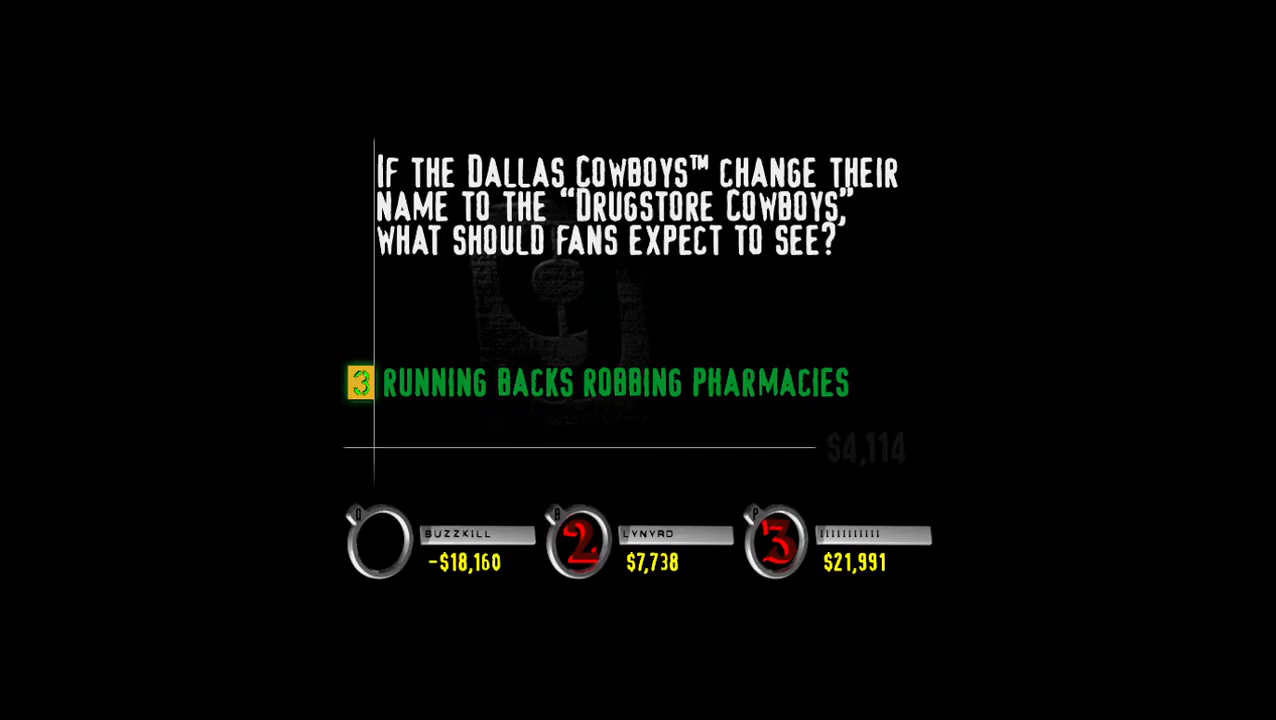 IF THE DALLAS COWBOYS™ CHANGE THEIR
NAME TO THE “DRUGSTORE COWBOYS,”
WHAT SHOULD FANS EXPECT TO SEE?
3 RUNNING BACKS ROBBING PHARMACIES
$4,114
Q BUZZKILL B 2 LYNYRD P 3 IIIIIIIIIII
-$18,160 $7,738 $21,991